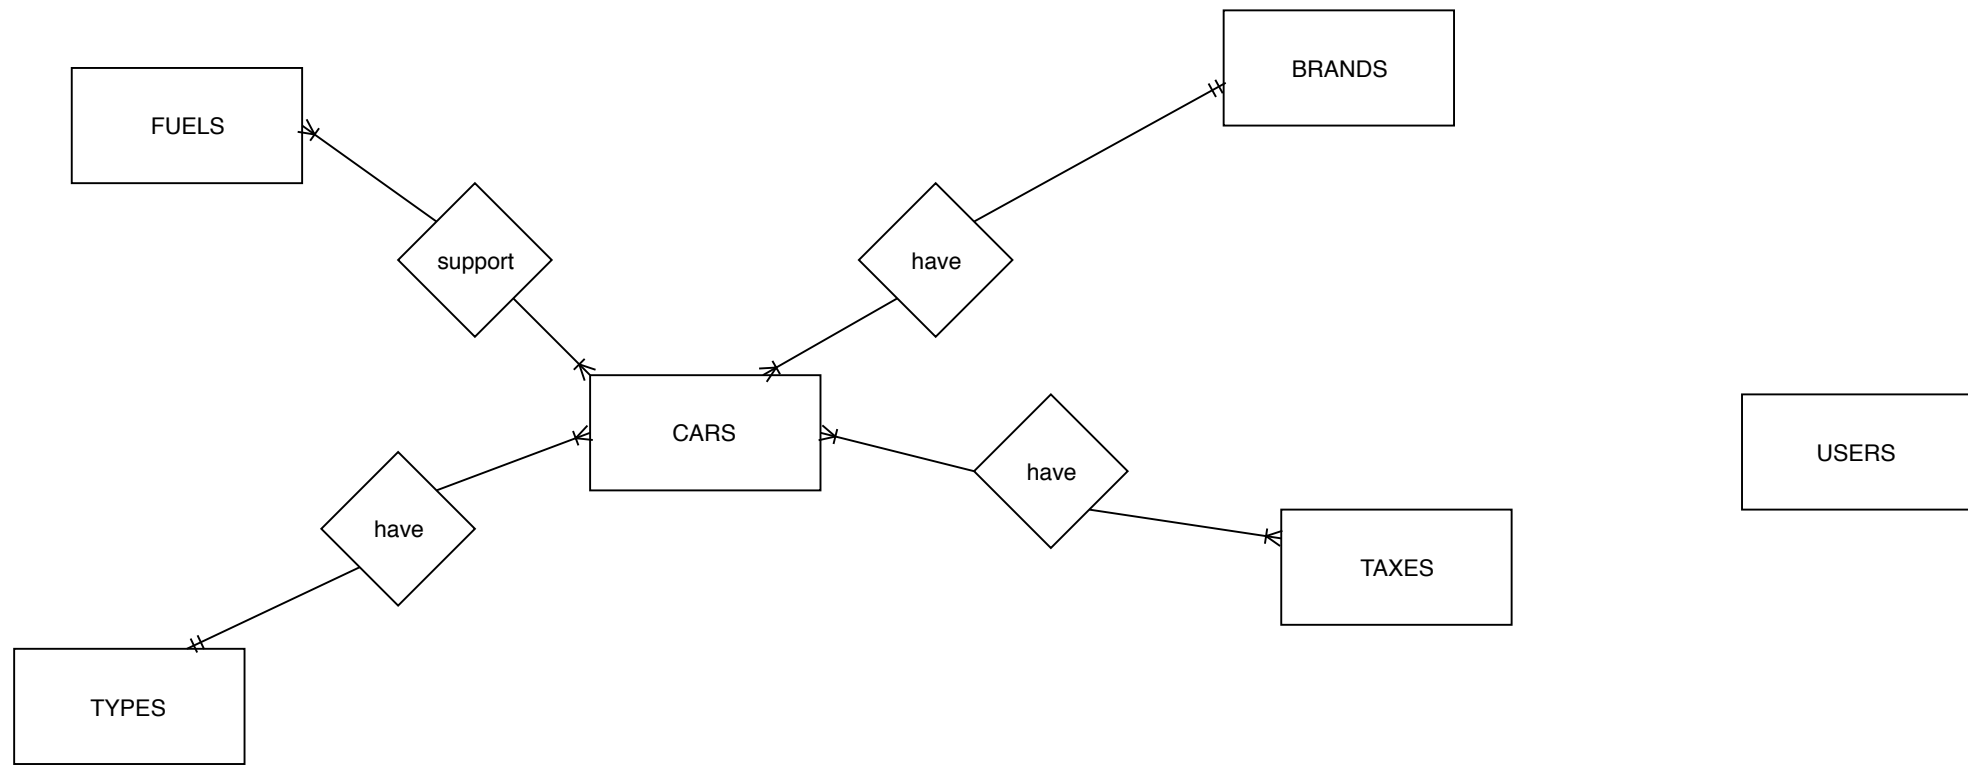 BRANDS
FUELS
support
have
CARS
USERS
have
have
TAXES
TYPES